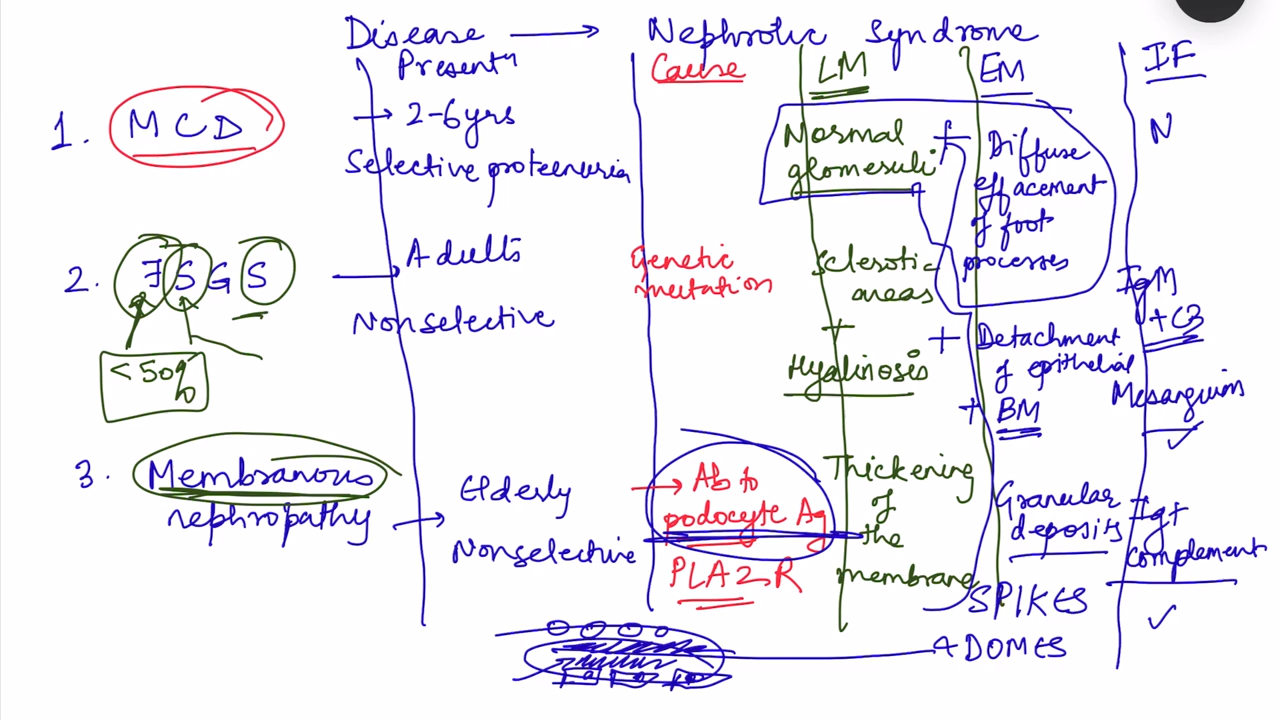 Disease → Nephrotic Syndrome
Presentⁿ
Cause
LM
EM
IF
1. MCD
→ 2-6yrs
Selective proteenuria
Normal
glomeruli
+ Diffuse
effacement
of foot
processes
N
2. FSGS
<50%
Adults
Nonselective
Genetic
mutation
Sclerotic
areas
+
Hyalinosis
+ Detachment
of epithelial
+ BM
IgM
+ C3
Mesangium
3. Membranous
nephropathy
→ Elderly
Nonselective
→ Ab to
podocyte Ag
PLA2R
Thickening
of
the
membrane
Granular
deposits
SPIKES
+ DOMES
Ig+
complement